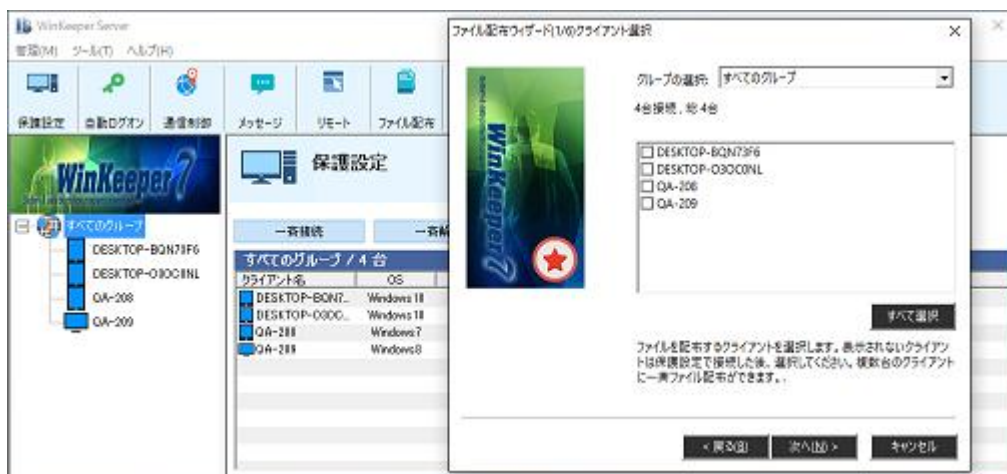 WinKeeper Server
管理(M) ツール(T) ヘルプ(H)
保護設定 自動ログオン 通信制御 メッセージ リモート ファイル配布
WinKeeper 7
すべてのグループ
DESKTOP-BQN73F6
DESKTOP-O3OC0NL
QA-208
QA-209
保護設定
一斉接続
一斉
すべてのグループ / 4 台
クライアント名 OS
DESKTOP-BQN7... Windows 10
DESKTOP-O3OC... Windows 10
QA-208 Windows 7
QA-209 Windows 8
ファイル配布ウィザード(1/6)クライアント選択
WinKeeper 7
グループの選択: すべてのグループ
4台接続 , 総 4台
DESKTOP-BQN73F6
DESKTOP-O3OC0NL
QA-208
QA-209
すべて選択
ファイルを配布するクライアントを選択します。表示されないクライアン
トは保護設定で接続した後、選択してください。複数台のクライアント
に一斉ファイル配布ができます。.
< 戻る(B) 次へ(N) > キャンセル